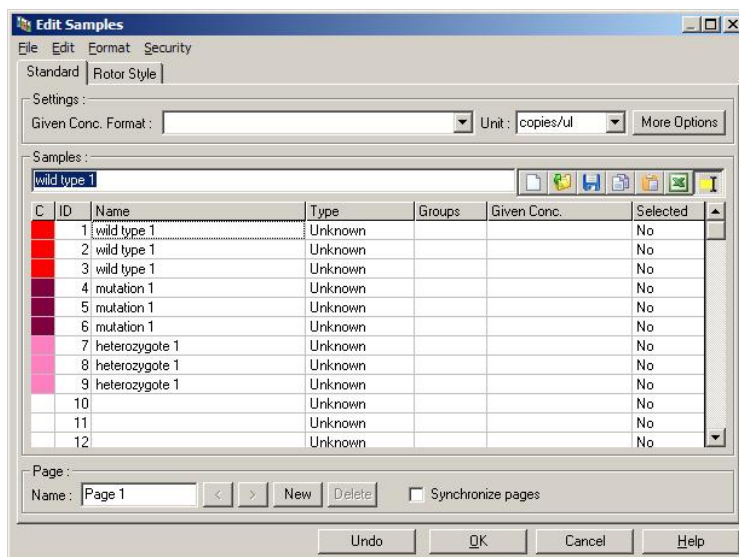 Edit Samples
File Edit Format Security
Standard Rotor Style
Settings :
Given Conc. Format : Unit : copies/ul More Options
Samples :
wild type 1
C ID Name Type Groups Given Conc. Selected
1 wild type 1 Unknown No
2 wild type 1 Unknown No
3 wild type 1 Unknown No
4 mutation 1 Unknown No
5 mutation 1 Unknown No
6 mutation 1 Unknown No
7 heterozygote 1 Unknown No
8 heterozygote 1 Unknown No
9 heterozygote 1 Unknown No
10 Unknown No
11 Unknown No
12 Unknown No
Page :
Name : Page 1 < > New Delete Synchronize pages
Undo OK Cancel Help